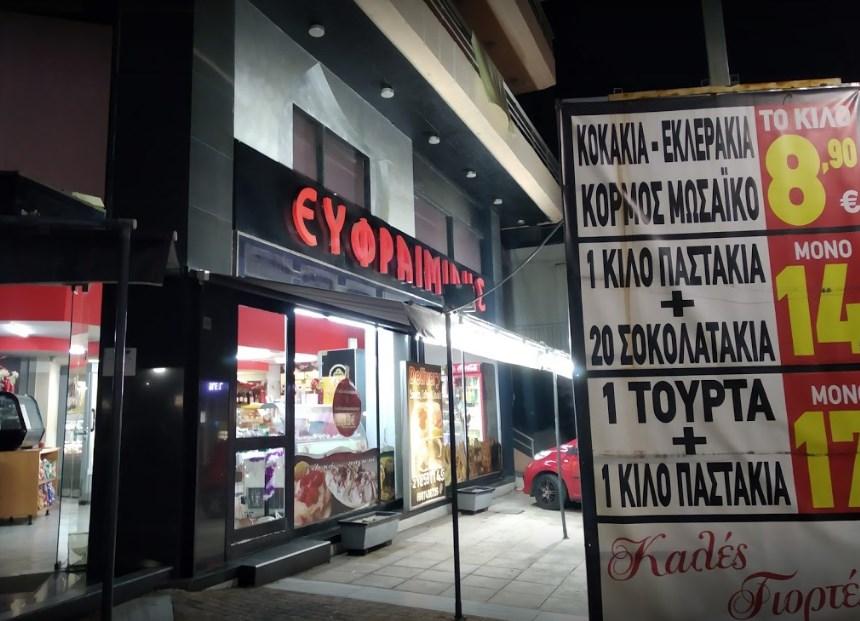 ΕΥΦΡΑΙΜΙΔΗΣ
ΚΟΚΑΚΙΑ - ΕΚΛΕΡΑΚΙΑ
ΚΟΡΜΟΣ ΜΩΣΑΪΚΟ
ΤΟ ΚΙΛΟ
8,90 €
1 ΚΙΛΟ ΠΑΣΤΑΚΙΑ
+
20 ΣΟΚΟΛΑΤΑΚΙΑ
ΜΟΝΟ
14
1 ΤΟΥΡΤΑ
+
1 ΚΙΛΟ ΠΑΣΤΑΚΙΑ
ΜΟΝΟ
17
Καλές
Γιορτέ